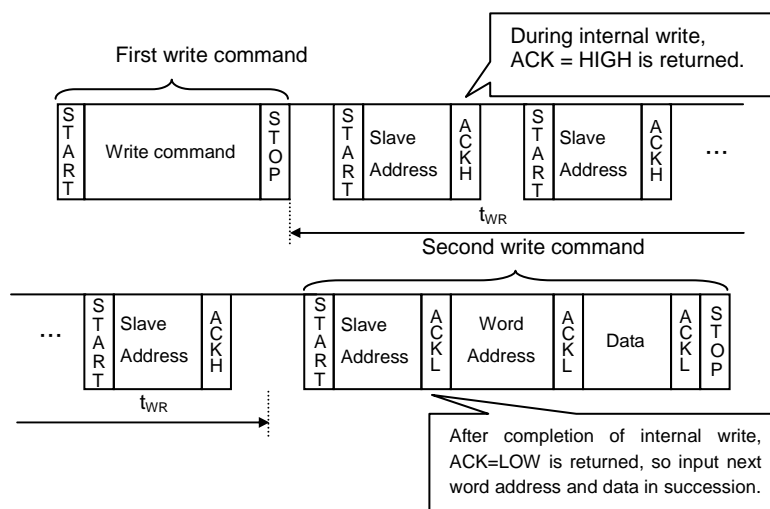 First write command
During internal write,
ACK = HIGH is returned.
START
Write command
STOP
START
Slave
Address
ACKH
START
Slave
Address
ACKH
...
tWR
Second write command
...
START
Slave
Address
ACKH
START
Slave
Address
ACKL
Word
Address
ACKL
Data
ACKL
STOP
tWR
After completion of internal write,
ACK=LOW is returned, so input next
word address and data in succession.